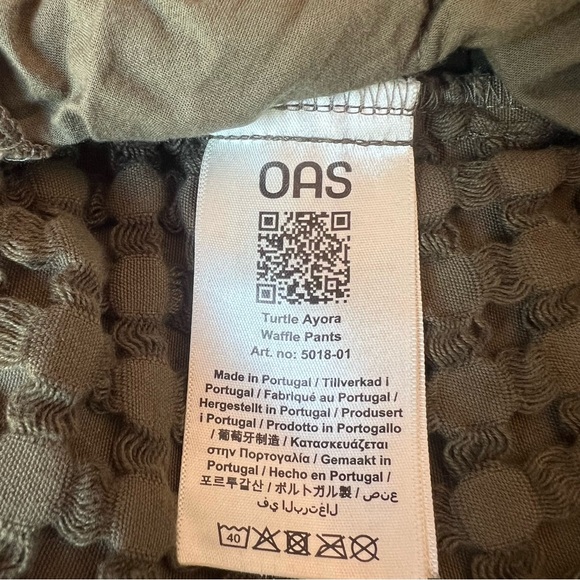 OAS
Turtle Ayora
Waffle Pants
Art. no: 5018-01
Made in Portugal / Tillverkad i
Portugal / Fabriqué au Portugal /
Hergestellt in Portugal / Produsert
i Portugal / Prodotto in Portogallo
/ 葡萄牙制造 / Κατασκευάζεται
στην Πορτογαλία / Gemaakt in
Portugal / Hecho en Portugal /
포르투갈산 / ポルトガル製 / صنع
في البرتغال
40